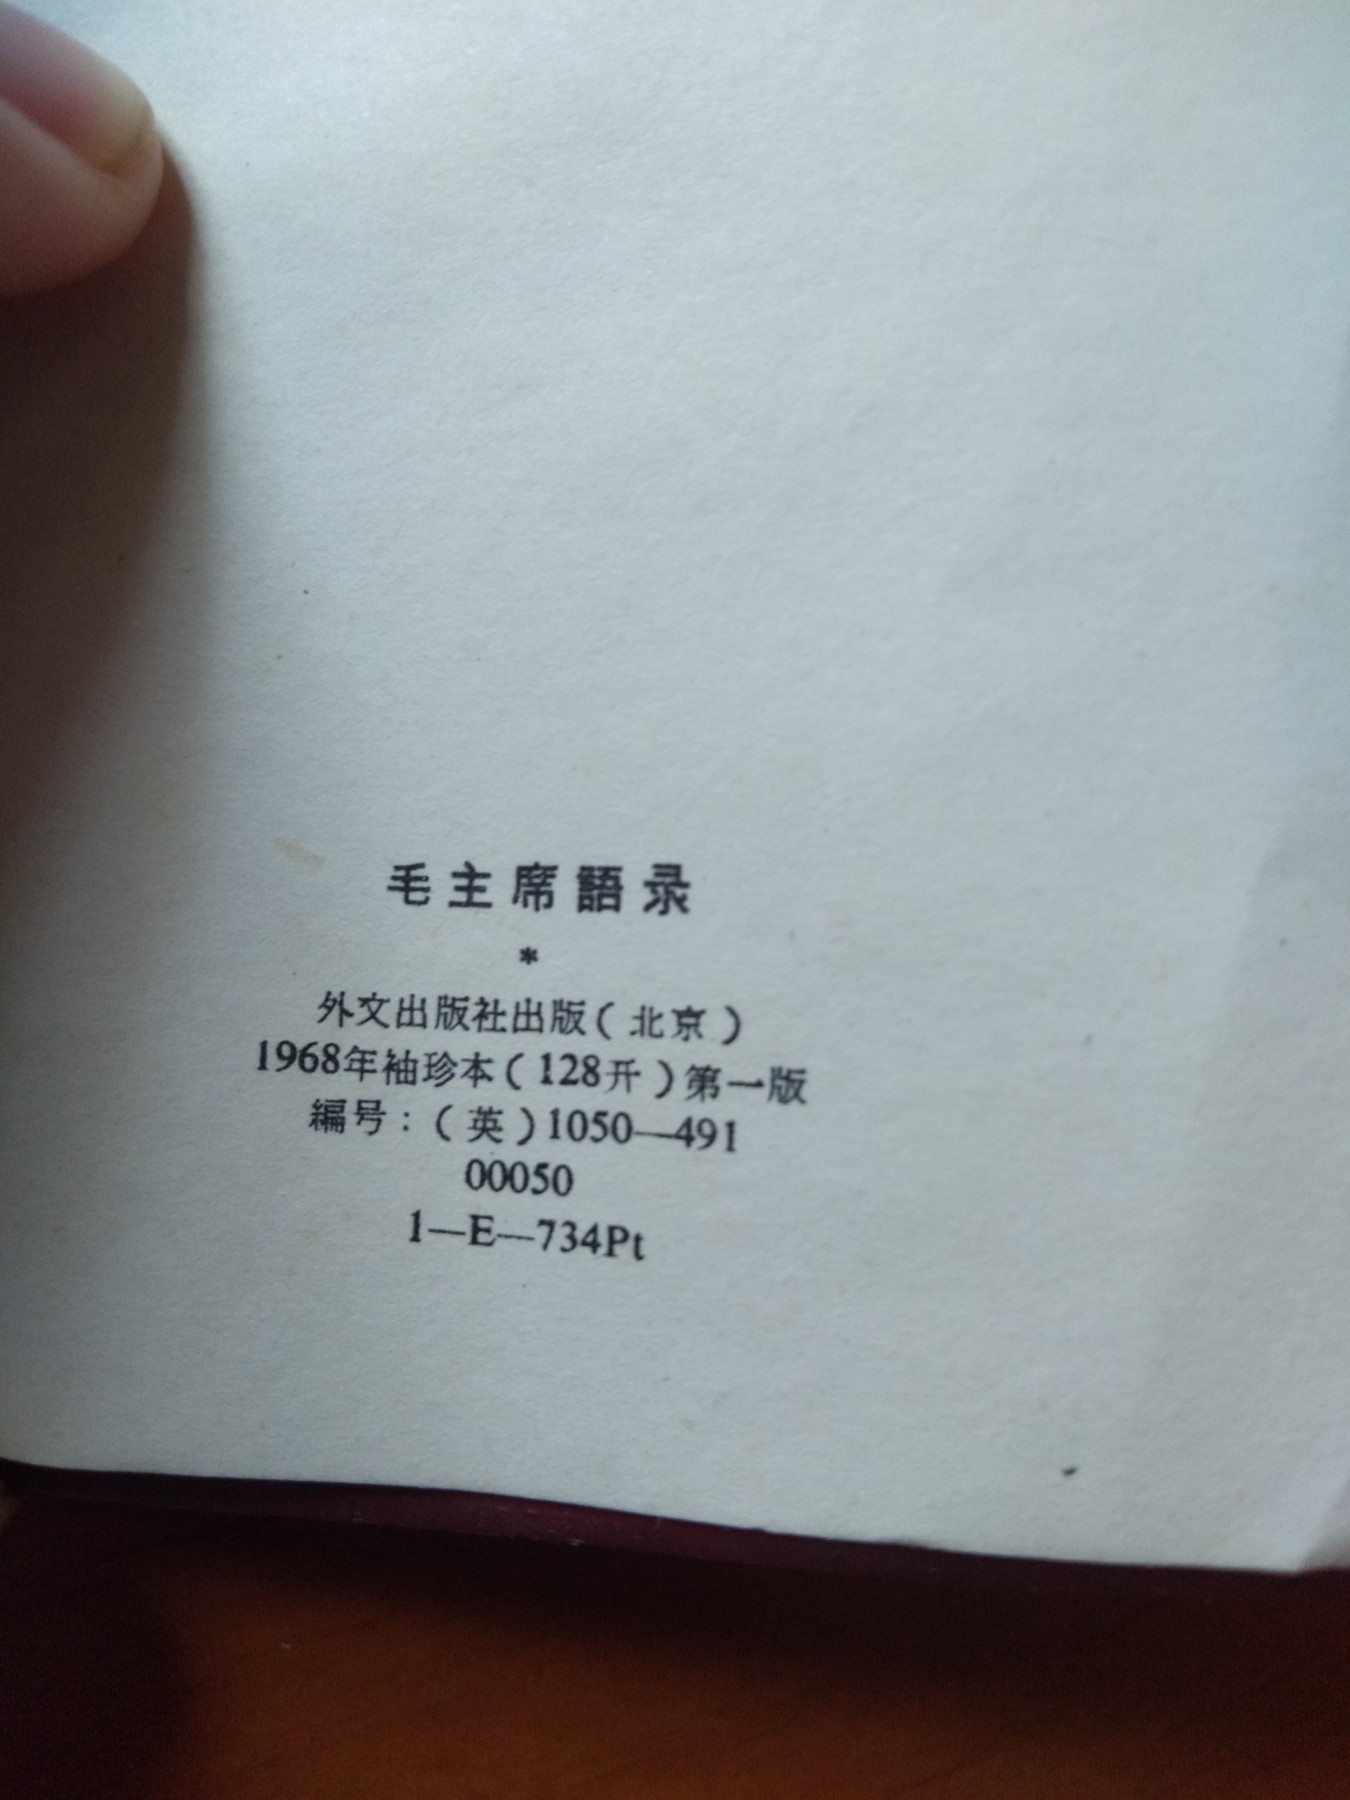 毛主席語录
*
外文出版社出版(北京)
1968年袖珍本(128开)第一版
編号:(英)1050—491
00050
1—E—734Pt